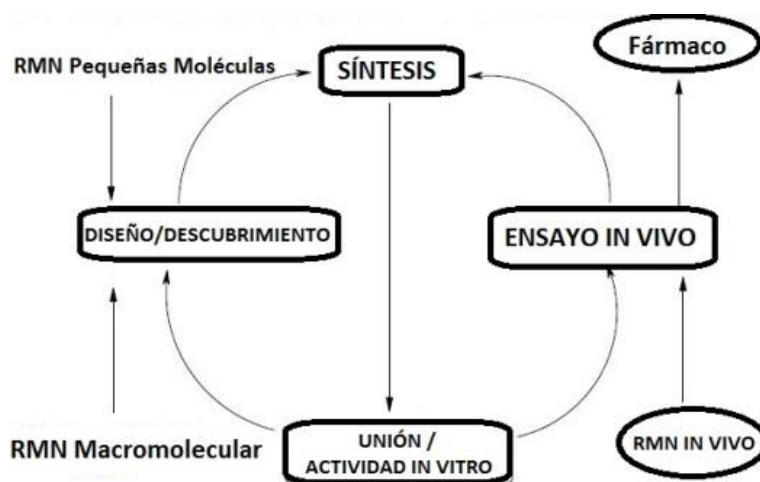 Fármaco
RMN Pequeñas Moléculas
SÍNTESIS
DISEÑO/DESCUBRIMIENTO
ENSAYO IN VIVO
RMN Macromolecular
UNIÓN /
ACTIVIDAD IN VITRO
RMN IN VIVO